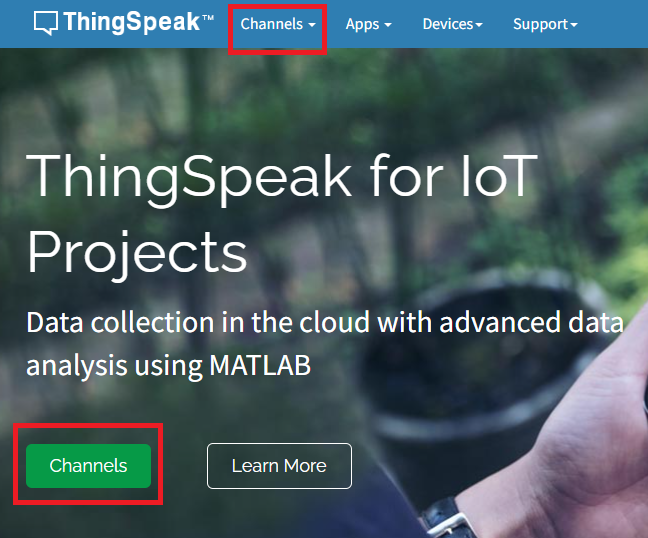 ThingSpeak™ Channels Apps Devices Support
ThingSpeak for IoT
Projects
Data collection in the cloud with advanced data
analysis using MATLAB
Channels Learn More